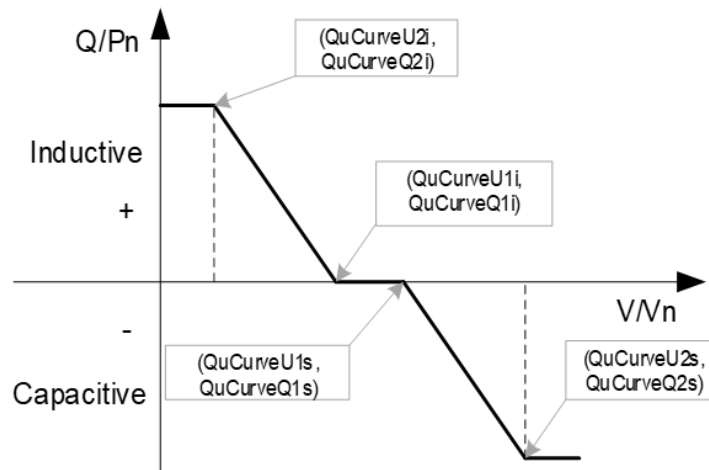 Q/Pn
(QuCurveU2i,
QuCurveQ2i)
Inductive
+
(QuCurveU1i,
QuCurveQ1i)
V/Vn
-
Capacitive
(QuCurveU1s,
QuCurveQ1s)
(QuCurveU2s,
QuCurveQ2s)